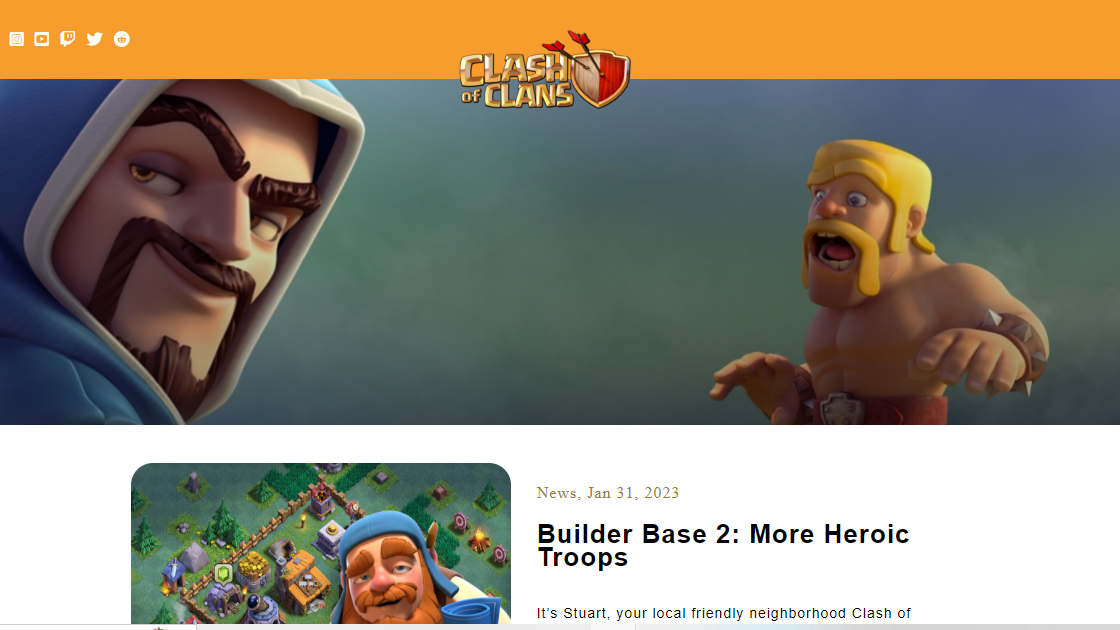 CLASH
of CLANS
News, Jan 31, 2023
Builder Base 2: More Heroic
Troops
It’s Stuart, your local friendly neighborhood Clash of